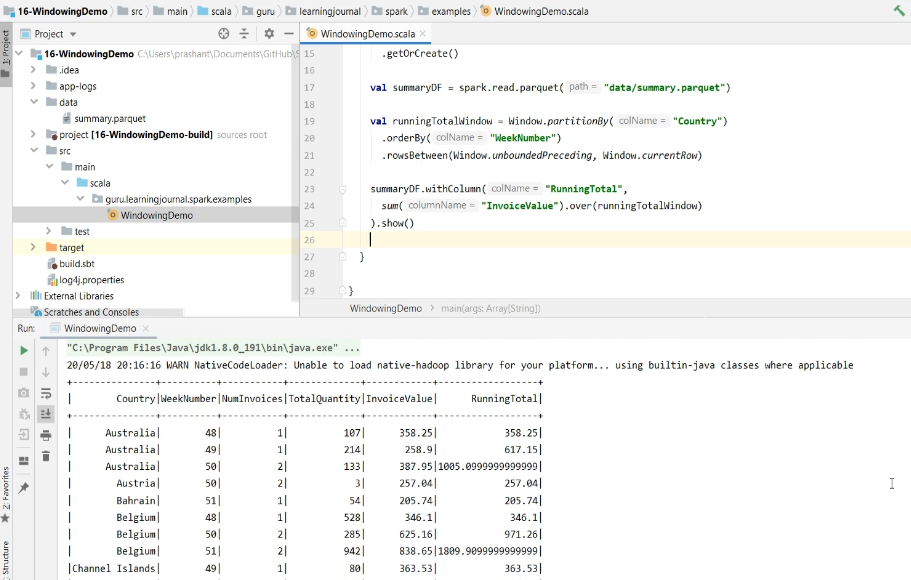 16-WindowingDemo src main scala guru learningjournal spark examples WindowingDemo.scala
1: Project
Project
WindowingDemo.scala
16-WindowingDemo C:\Users\prashant\Documents\GitHub\S
.idea
app-logs
data
summary.parquet
project [16-WindowingDemo-build] sources root
src
main
scala
guru.learningjournal.spark.examples
WindowingDemo
test
target
build.sbt
log4j.properties
External Libraries
Scratches and Consoles
15 .getOrCreate()
16
17 val summaryDF = spark.read.parquet( path = "data/summary.parquet")
18
19 val runningTotalWindow = Window.partitionBy( colName = "Country")
20 .orderBy( colName = "WeekNumber")
21 .rowsBetween(Window.unboundedPreceding, Window.currentRow)
22
23 summaryDF.withColumn( colName = "RunningTotal",
24 sum( columnName = "InvoiceValue").over(runningTotalWindow)
25 ).show()
26
27 }
28
29 }
WindowingDemo main(args: Array[String])
Run: WindowingDemo
"C:\Program Files\Java\jdk1.8.0_191\bin\java.exe" ...
20/05/18 20:16:16 WARN NativeCodeLoader: Unable to load native-hadoop library for your platform... using builtin-java classes where applicable
+---------------+----------+-----------+-------------+------------+------------------+
| Country|WeekNumber|NumInvoices|TotalQuantity|InvoiceValue| RunningTotal|
+---------------+----------+-----------+-------------+------------+------------------+
| Australia| 48| 1| 107| 358.25| 358.25|
| Australia| 49| 1| 214| 258.9| 617.15|
| Australia| 50| 2| 133| 387.95|1005.0999999999999|
| Austria| 50| 2| 3| 257.04| 257.04|
| Bahrain| 51| 1| 54| 205.74| 205.74|
| Belgium| 48| 1| 528| 346.1| 346.1|
| Belgium| 50| 2| 285| 625.16| 971.26|
| Belgium| 51| 2| 942| 838.65|1809.9099999999999|
|Channel Islands| 49| 1| 80| 363.53| 363.53|
2: Favorites
Structure